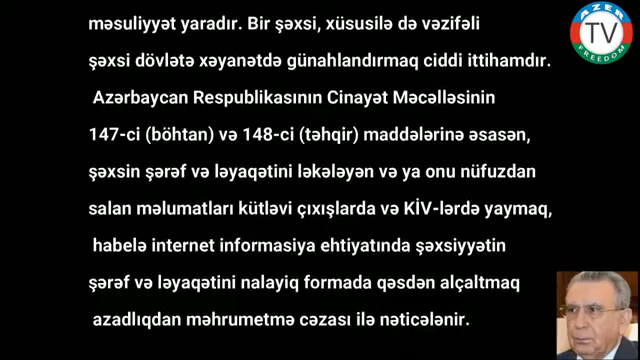 məsuliyyət yaradır. Bir şəxsi, xüsusilə də vəzifəli
şəxsi dövlətə xəyanətdə günahlandırmaq ciddi ittihamdır.
Azərbaycan Respublikasının Cinayət Məcəlləsinin
147-ci (böhtan) və 148-ci (təhqir) maddələrinə əsasən,
şəxsin şərəf və ləyaqətini ləkələyən və ya onu nüfuzdan
salan məlumatları kütləvi çıxışlarda və KİV-lərdə yaymaq,
habelə internet informasiya ehtiyatında şəxsiyyətin
şərəf və ləyaqətini nalayiq formada qəsdən alçaltmaq
azadlıqdan məhrumetmə cəzası ilə nəticələnir.
AZER
TV
FREEDOM